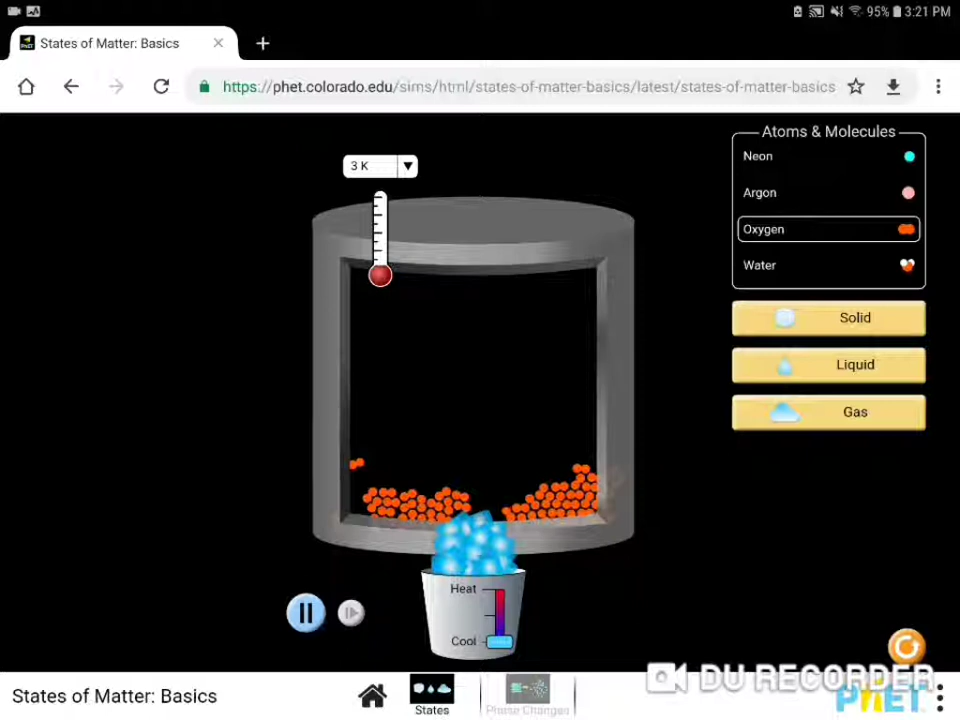 95% 3:21 PM
States of Matter: Basics
https://phet.colorado.edu/sims/html/states-of-matter-basics/latest/states-of-matter-basics
Atoms & Molecules
3 K
Neon
Argon
Oxygen
Water
Solid
Liquid
Gas
Heat
Cool
States of Matter: Basics
States
Phase Changes
DU RECORDER
PhET